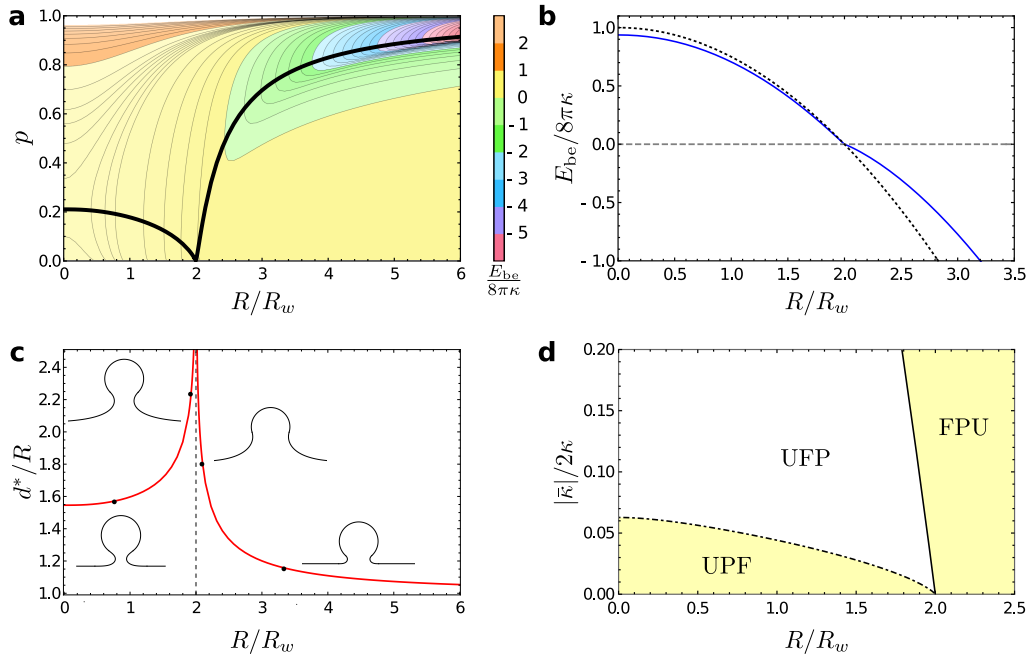 a
p
1.0
0.8
0.6
0.4
0.2
0.0
0 1 2 3 4 5 6
R/R_w
2
1
0
- 1
- 2
- 3
- 4
- 5
E_be
8πκ
b
E_be/8πκ
1.0
0.5
0.0
- 0.5
- 1.0
0.0 0.5 1.0 1.5 2.0 2.5 3.0 3.5
R/R_w
c
d*/R
2.4
2.2
2.0
1.8
1.6
1.4
1.2
1.0
0 1 2 3 4 5 6
R/R_w
d
|κ̄|/2κ
0.20
0.15
0.10
0.05
0.00
UFP
FPU
UPF
0.0 0.5 1.0 1.5 2.0 2.5
R/R_w